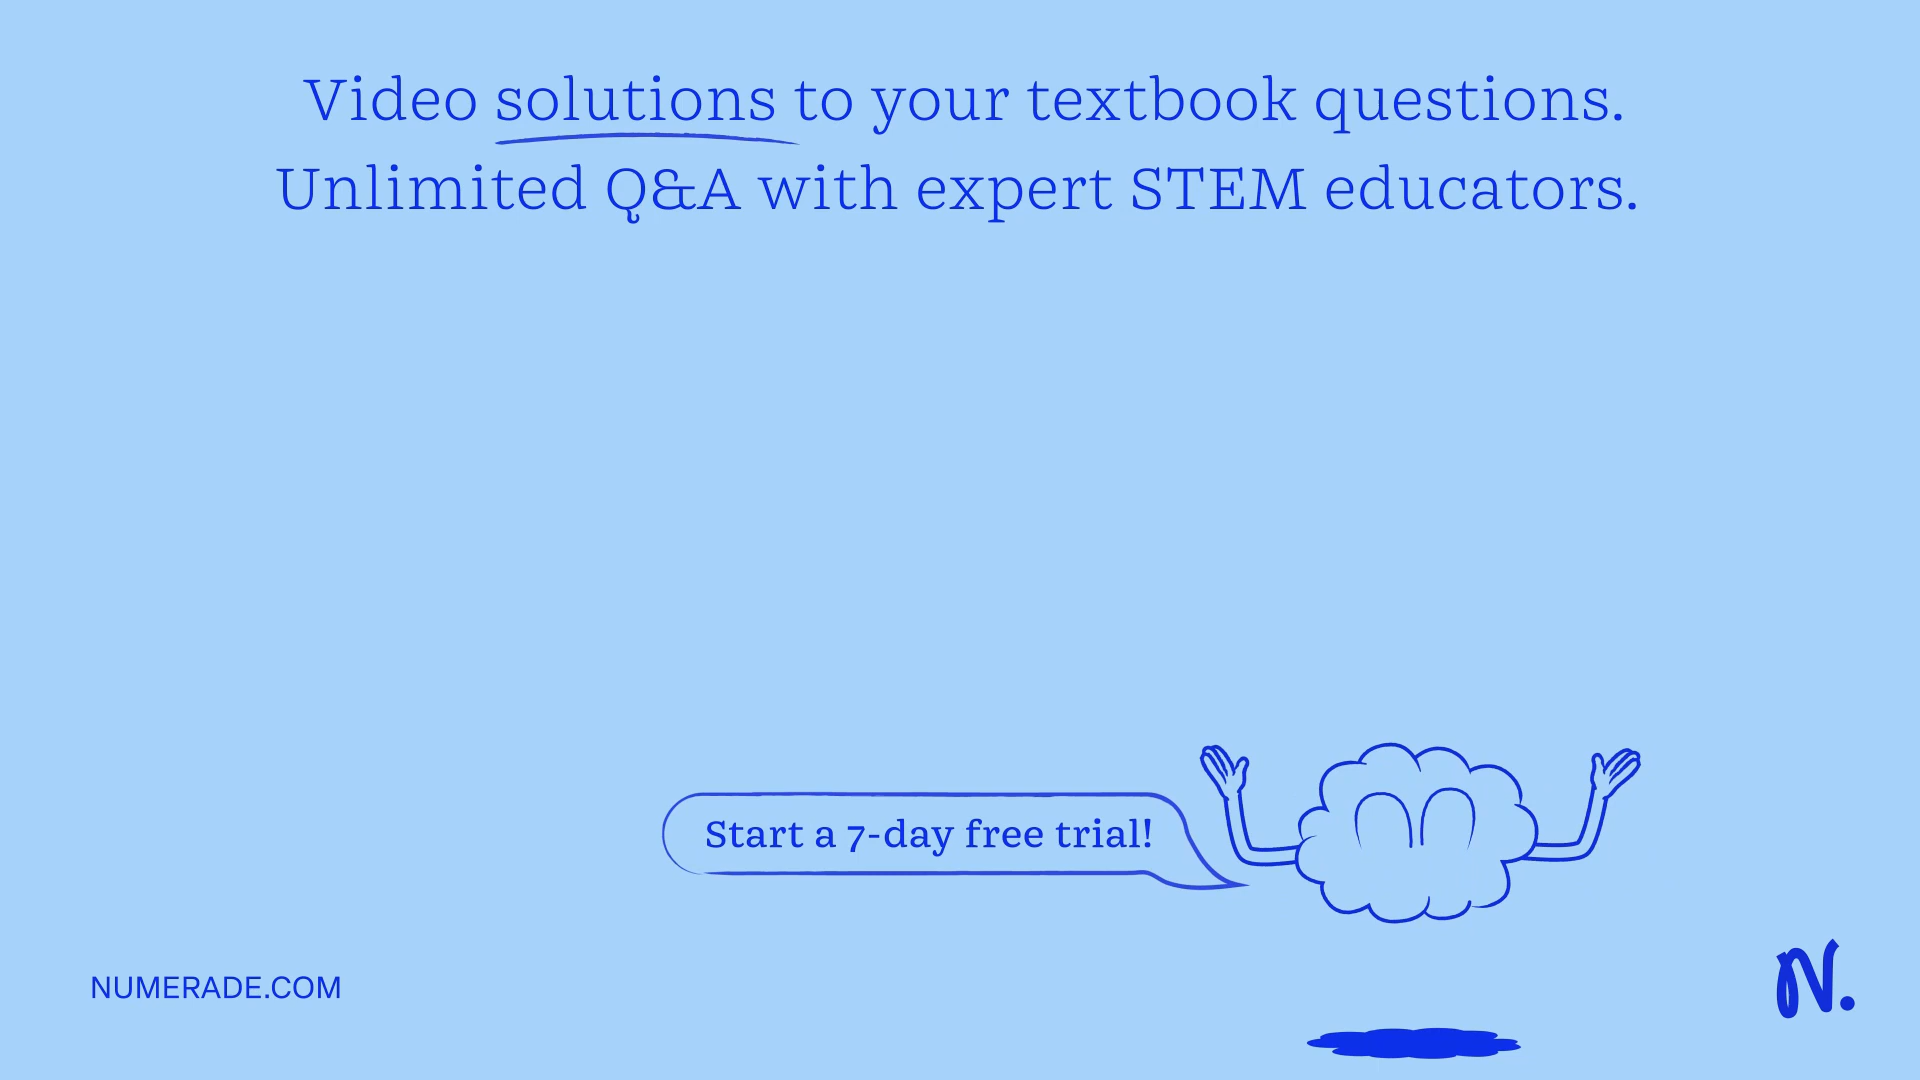 Video solutions to your textbook questions.
Unlimited Q&A with expert STEM educators.
Start a 7-day free trial!
NUMERADE.COM
N.